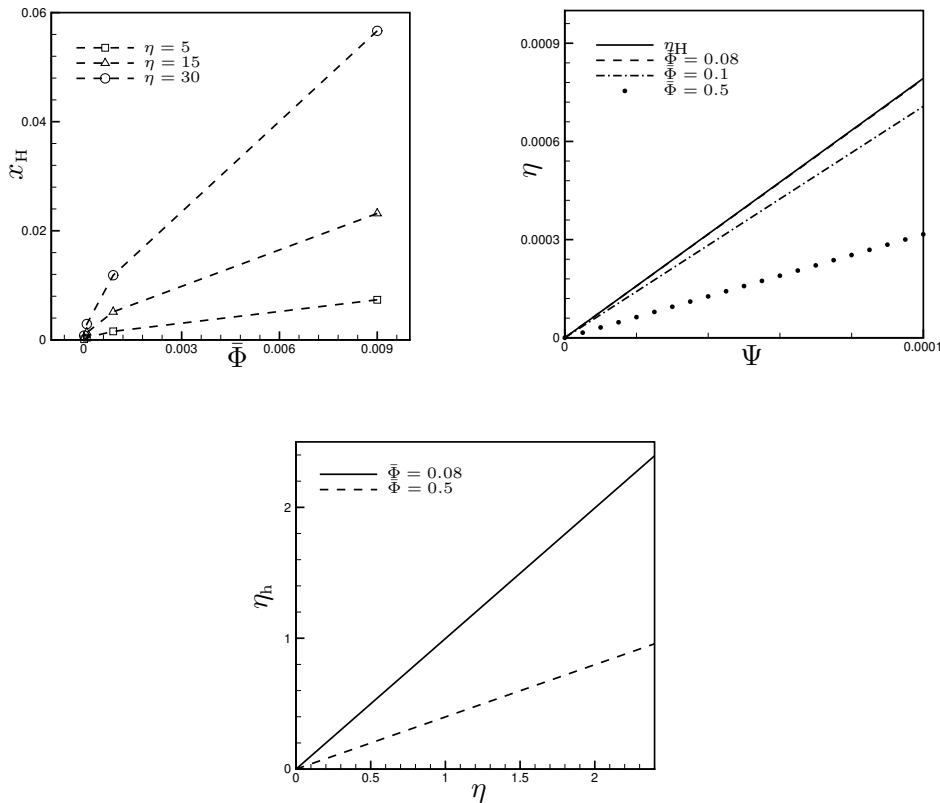 0.06
0.04
0.02
0
x_H
η = 5
η = 15
η = 30
0 0.003 0.006 0.009
Φ̄
0.0009
0.0006
0.0003
0
η
η_H
Φ̄ = 0.08
Φ̄ = 0.1
Φ̄ = 0.5
0 0.0001
Ψ
2
1
0
η_h
Φ̄ = 0.08
Φ̄ = 0.5
0 0.5 1 1.5 2
η